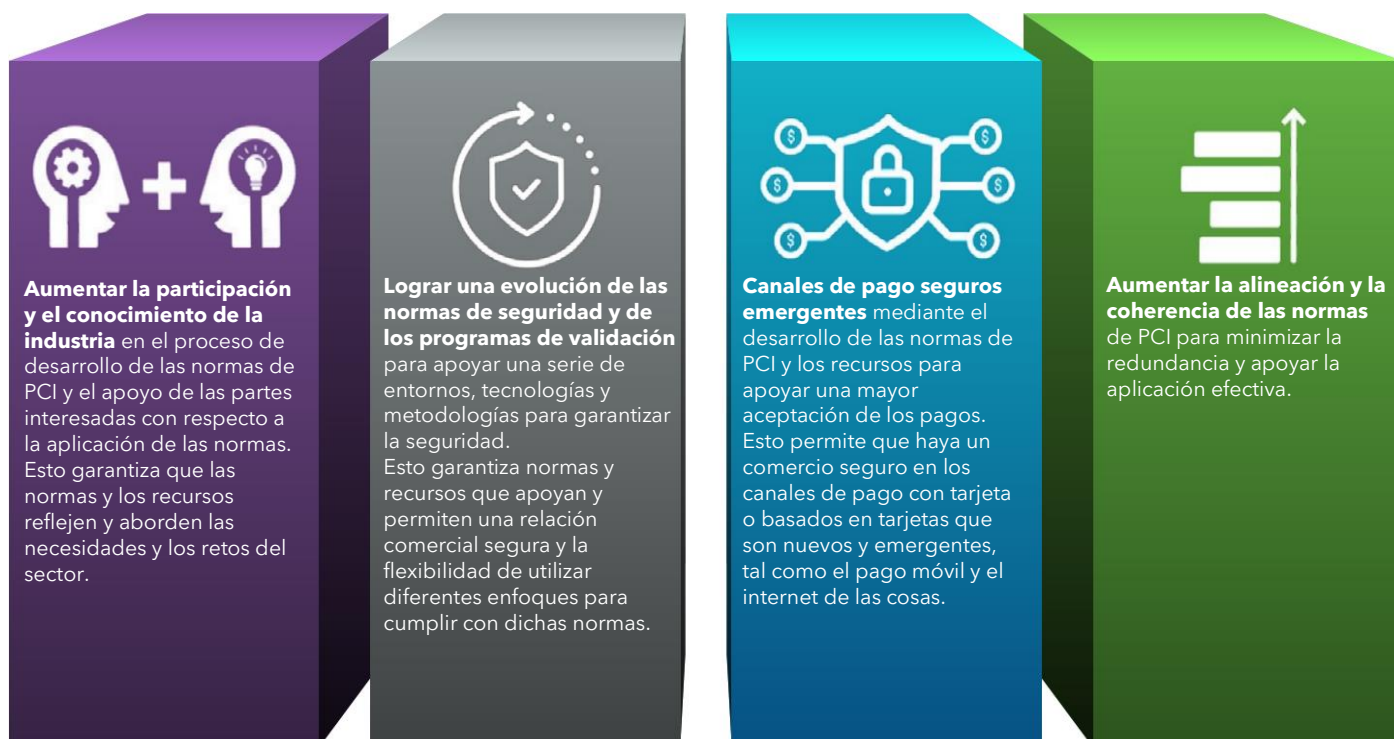 Aumentar la participación
y el conocimiento de la
industria en el proceso de
desarrollo de las normas de
PCI y el apoyo de las partes
interesadas con respecto a
la aplicación de las normas.
Esto garantiza que las
normas y los recursos
reflejen y aborden las
necesidades y los retos del
sector.
Lograr una evolución de las
normas de seguridad y de
los programas de validación
para apoyar una serie de
entornos, tecnologías y
metodologías para garantizar
la seguridad.
Esto garantiza normas y
recursos que apoyan y
permiten una relación
comercial segura y la
flexibilidad de utilizar
diferentes enfoques para
cumplir con dichas normas.
$
$
$
$
$
$
Canales de pago seguros
emergentes mediante el
desarrollo de las normas de
PCI y los recursos para
apoyar una mayor
aceptación de los pagos.
Esto permite que haya un
comercio seguro en los
canales de pago con tarjeta
o basados en tarjetas que
son nuevos y emergentes,
tal como el pago móvil y el
internet de las cosas.
Aumentar la alineación y la
coherencia de las normas
de PCI para minimizar la
redundancia y apoyar la
aplicación efectiva.